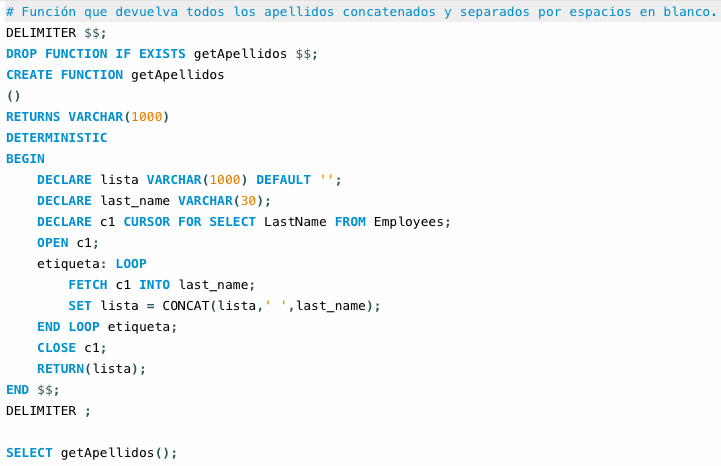 # Función que devuelva todos los apellidos concatenados y separados por espacios en blanco.
DELIMITER $$;
DROP FUNCTION IF EXISTS getApellidos $$;
CREATE FUNCTION getApellidos
()
RETURNS VARCHAR(1000)
DETERMINISTIC
BEGIN
    DECLARE lista VARCHAR(1000) DEFAULT '';
    DECLARE last_name VARCHAR(30);
    DECLARE c1 CURSOR FOR SELECT LastName FROM Employees;
    OPEN c1;
    etiqueta: LOOP
        FETCH c1 INTO last_name;
        SET lista = CONCAT(lista,' ',last_name);
    END LOOP etiqueta;
    CLOSE c1;
    RETURN(lista);
END $$;
DELIMITER ;
SELECT getApellidos();